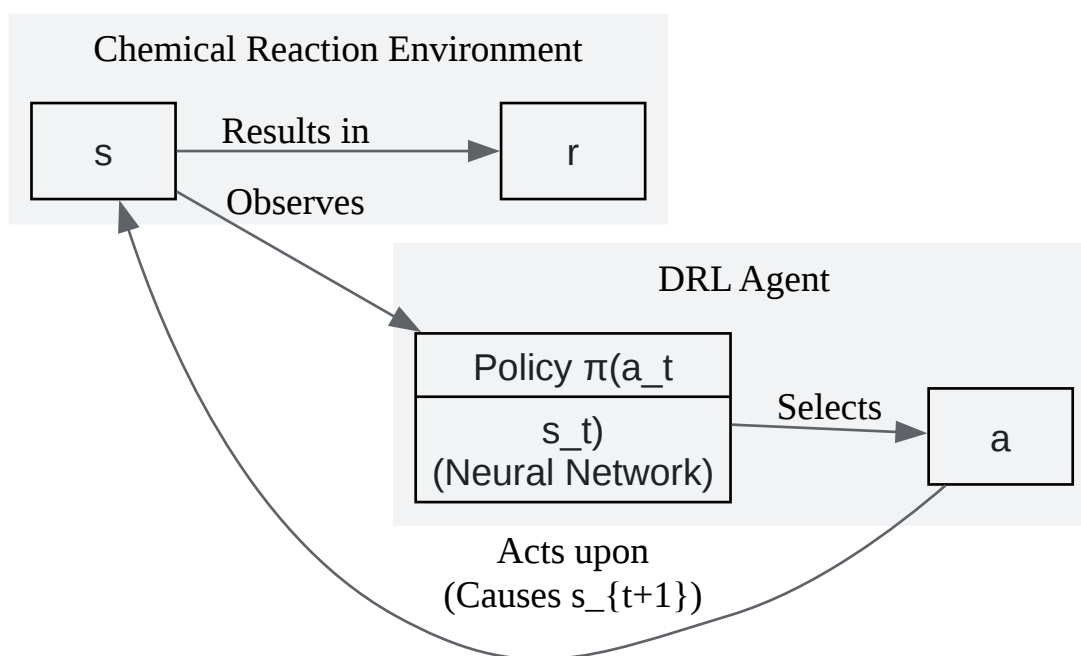 Chemical Reaction Environment
s
Results in
r
Observes
DRL Agent
Policy π(a_t
s_t)
(Neural Network)
Selects
a
Acts upon
(Causes s_{t+1})